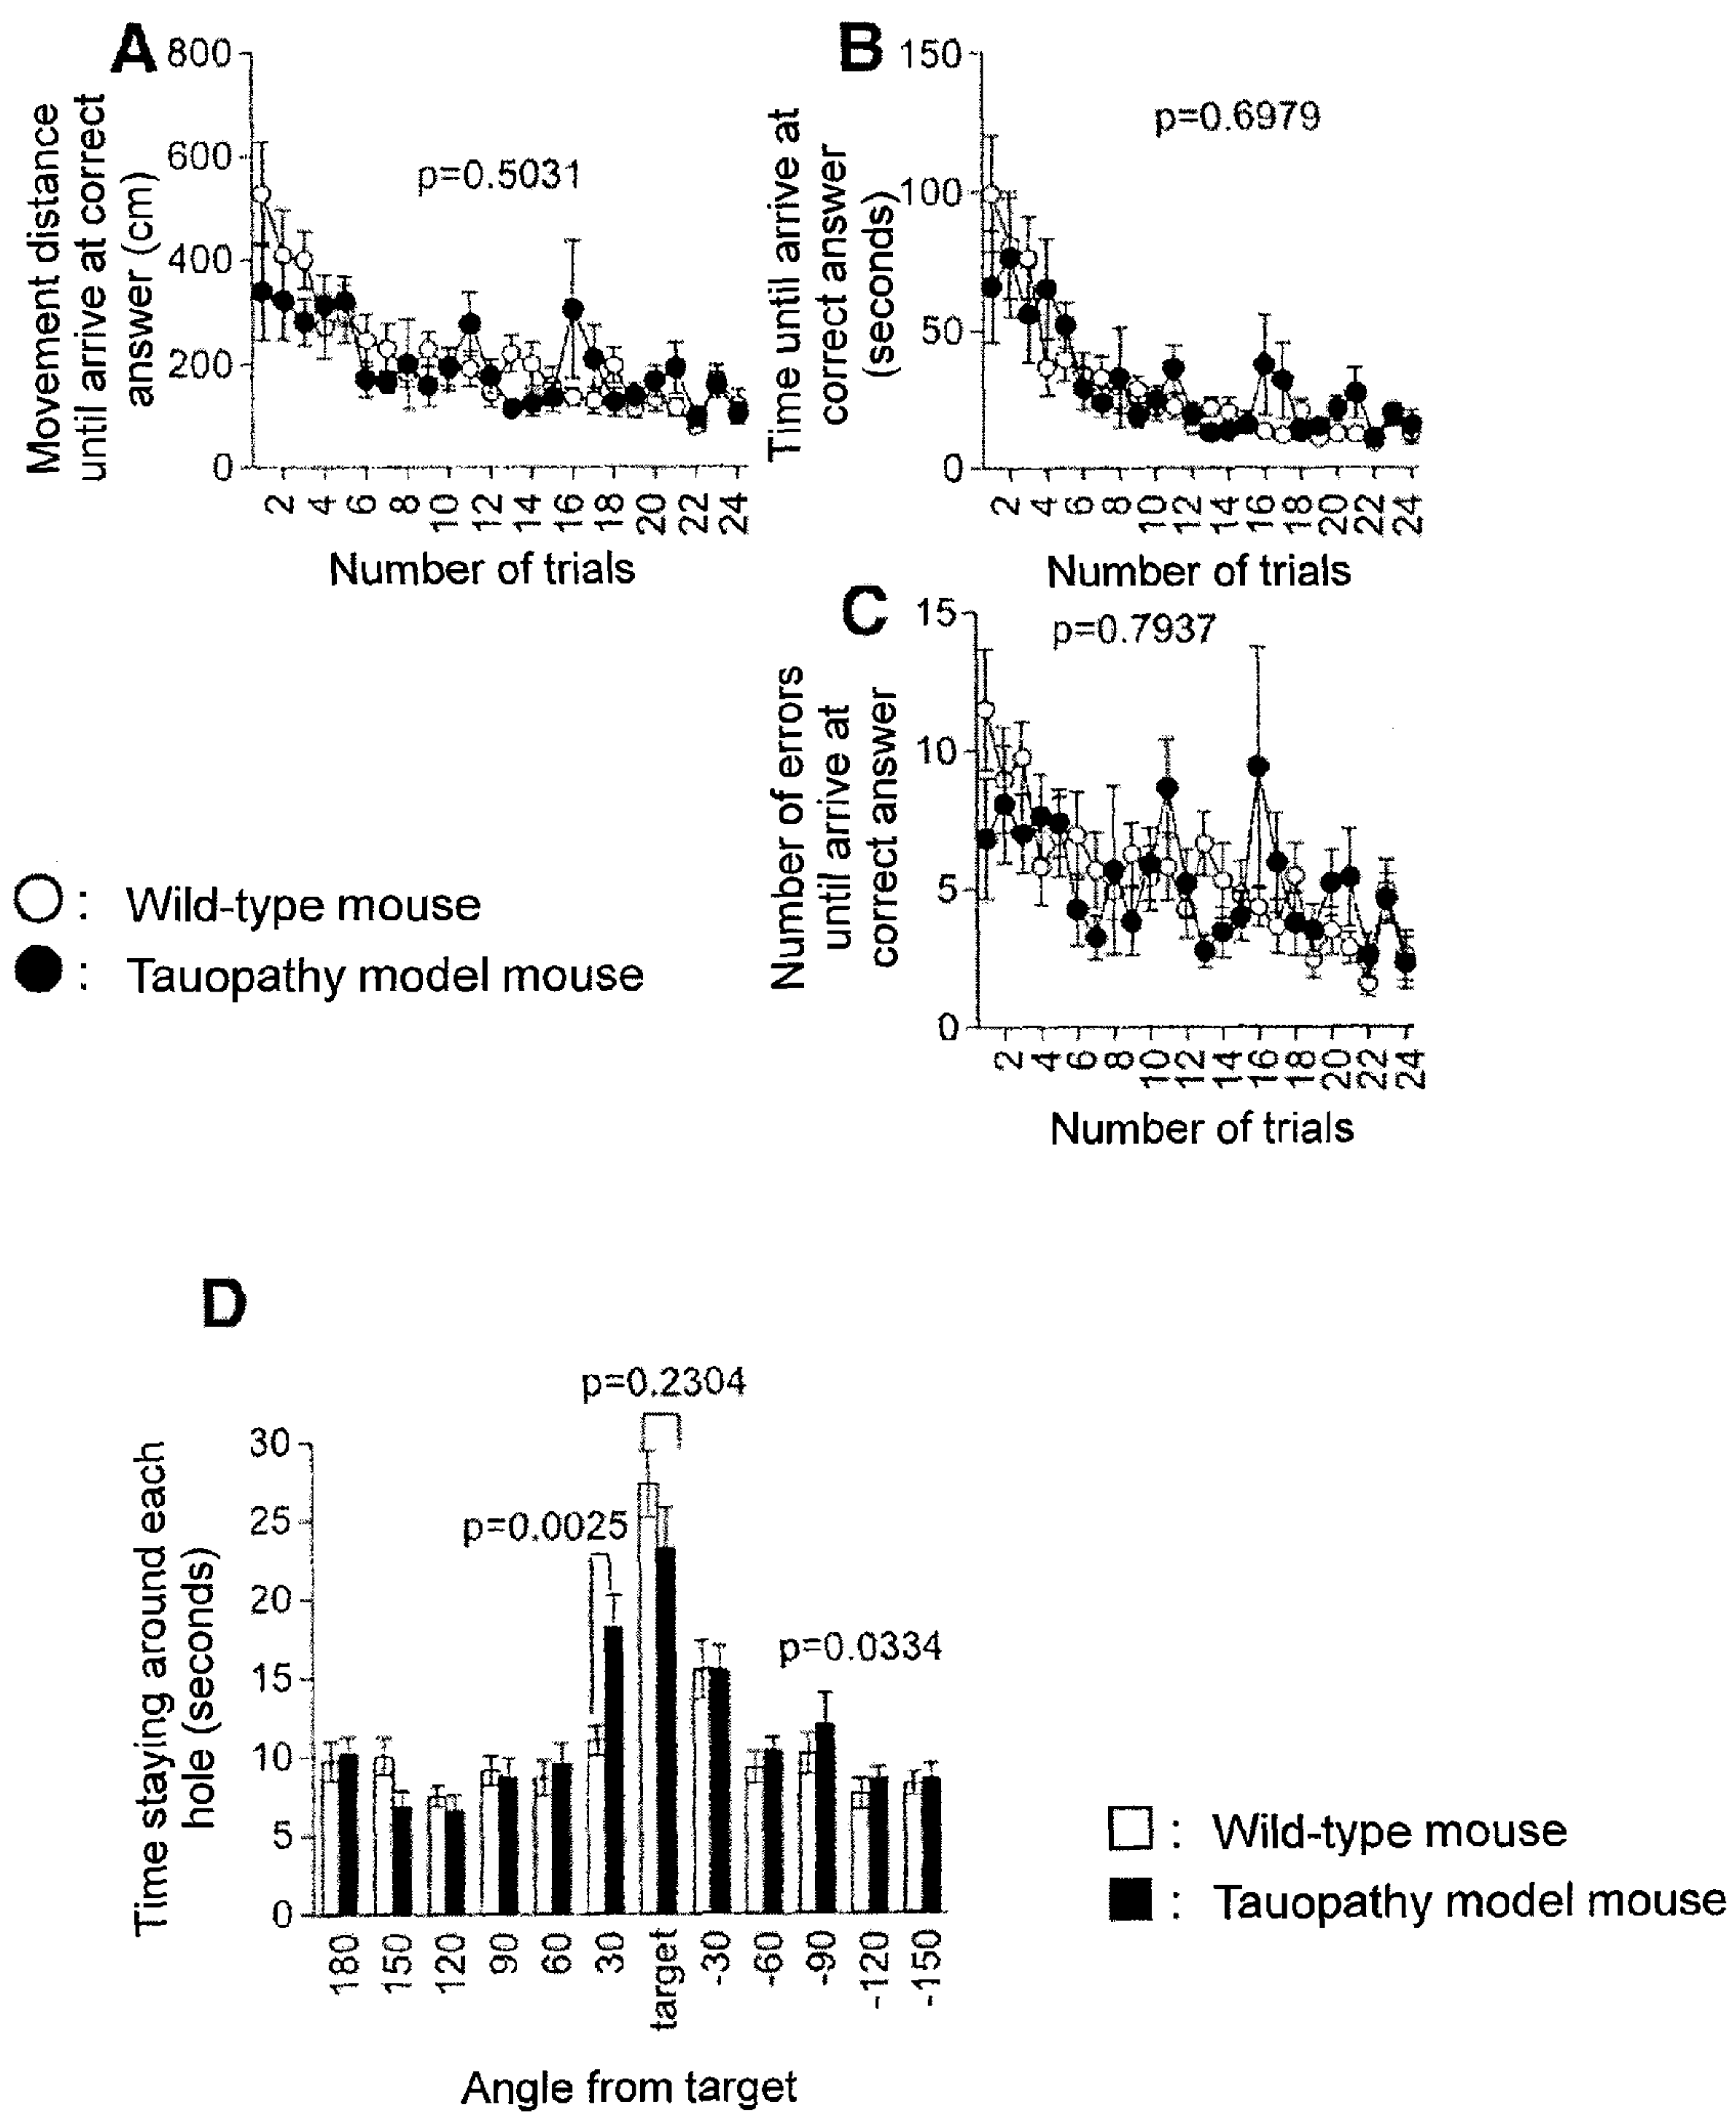 A
800
600
400
200
0
Movement distance
until arrive at correct
answer (cm)
p=0.5031
2 4 6 8 10 12 14 16 18 20 22 24
Number of trials
B
150
100
50
0
Time until arrive at
correct answer
(seconds)
p=0.6979
2 4 6 8 10 12 14 16 18 20 22 24
Number of trials
C
15
10
5
0
Number of errors
until arrive at
correct answer
p=0.7937
2 4 6 8 10 12 14 16 18 20 22 24
Number of trials
: Wild-type mouse
: Tauopathy model mouse
D
30
25
20
15
10
5
0
Time staying around each
hole (seconds)
p=0.2304
p=0.0025
p=0.0334
180 150 120 90 60 30 target -30 -60 -90 -120 -150
Angle from target
: Wild-type mouse
: Tauopathy model mouse